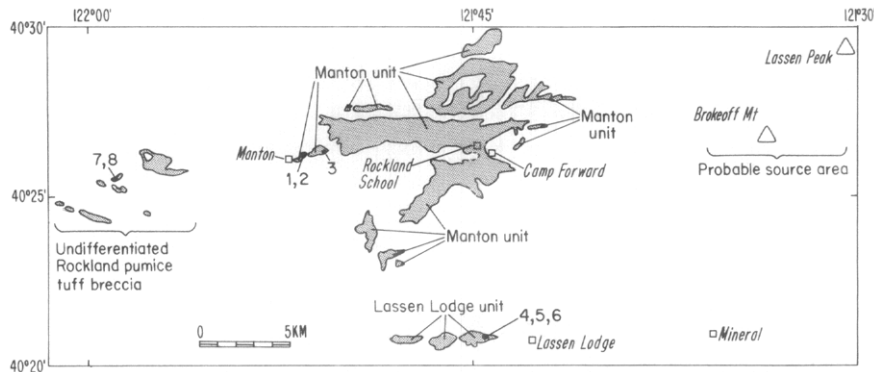 122°00'
121°45'
121°30'
40°30'
Lassen Peak
Manton unit
Brokeoff Mt
Manton
unit
Manton
1,2
3
Rockland
School
Camp Forward
Probable source area
7,8
40°25'
Undifferentiated
Rockland pumice
tuff breccia
Manton unit
Lassen Lodge unit
4,5,6
0
5KM
Lassen Lodge
Mineral
40°20'